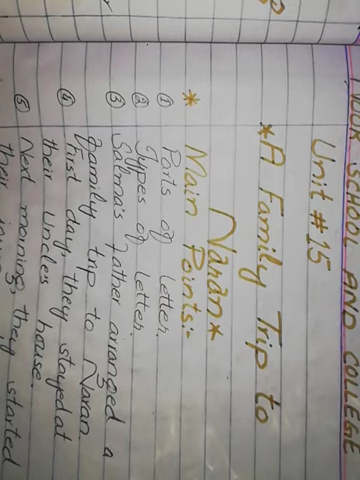 SCHOOL AND COLLEGE
Unit # 15
*A Family Trip to
Naran*
* Main Points:-
① Parts of letter.
② Types of letter.
③ Salma's father arranged a
family trip to Naran.
④ First day, they stayed at
their Uncles house.
⑤ Next morning, they started
their